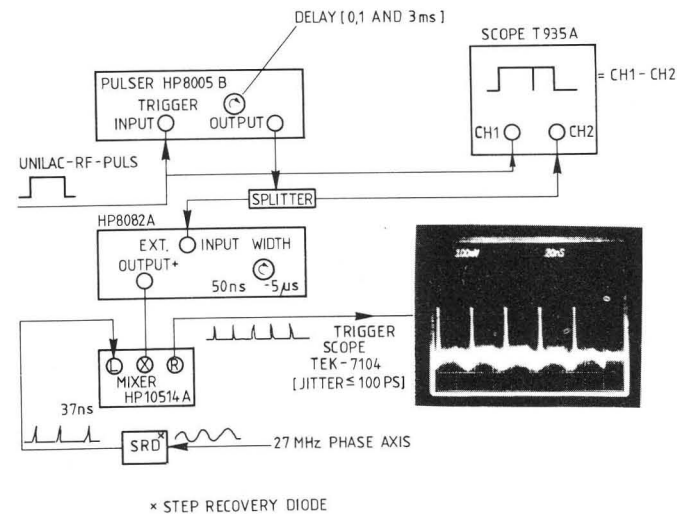 DELAY [0,1 AND 3ms]
SCOPE T935A
PULSER HP8005 B
TRIGGER
INPUT
OUTPUT
= CH1-CH2
CH1
CH2
UNILAC-RF-PULS
SPLITTER
HP8082A
EXT. INPUT WIDTH
OUTPUT+
50ns -5µs
100mV
20nS
TRIGGER
SCOPE
TEK-7104
[JITTER ≤ 100 PS]
L
X
R
MIXER
HP10514A
37ns
SRD×
27 MHz PHASE AXIS
× STEP RECOVERY DIODE